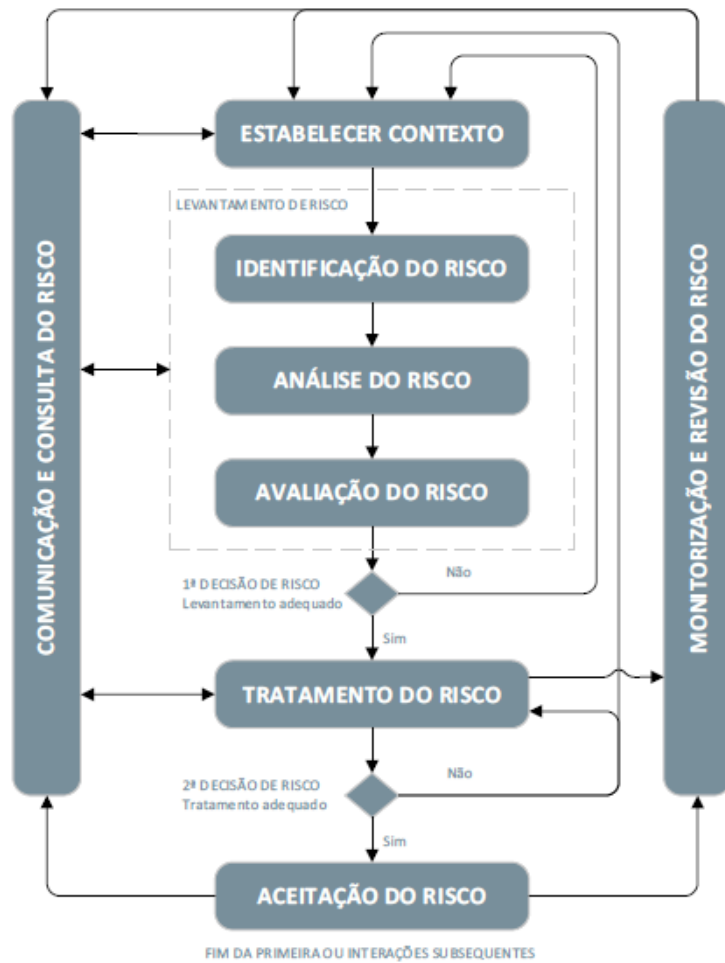 ESTABELECER CONTEXTO
LEVANTAMENTO DE RISCO
IDENTIFICAÇÃO DO RISCO
ANÁLISE DO RISCO
AVALIAÇÃO DO RISCO
COMUNICAÇÃO E CONSULTA DO RISCO
MONITORIZAÇÃO E REVISÃO DO RISCO
1ª DECISÃO DE RISCO
Levantamento adequado
Não
Sim
TRATAMENTO DO RISCO
2ª DECISÃO DE RISCO
Tratamento adequado
Não
Sim
ACEITAÇÃO DO RISCO
FIM DA PRIMEIRA OU INTERAÇÕES SUBSEQUENTES